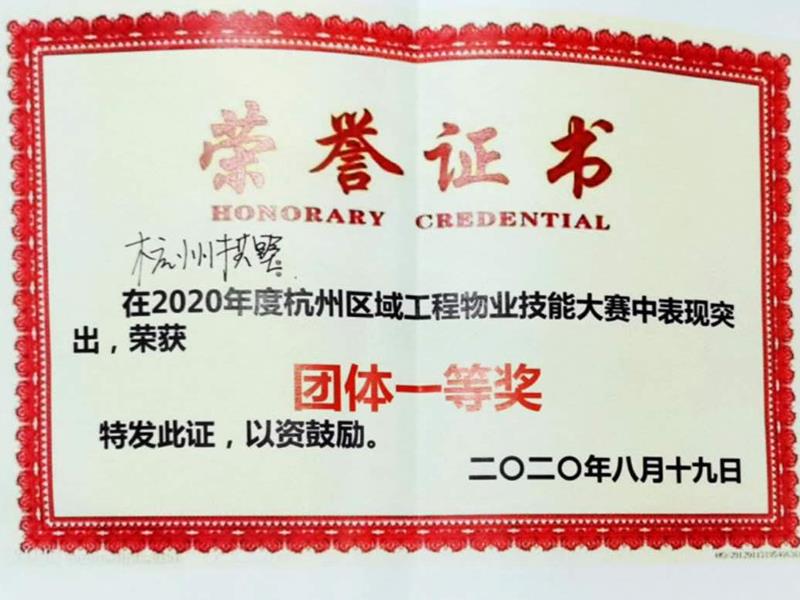 荣誉证书
HONORARY CREDENTIAL
杭州
在2020年度杭州区域工程物业技能大赛中表现突
出，荣获
团体一等奖
特发此证，以资鼓励。
二〇二〇年八月十九日